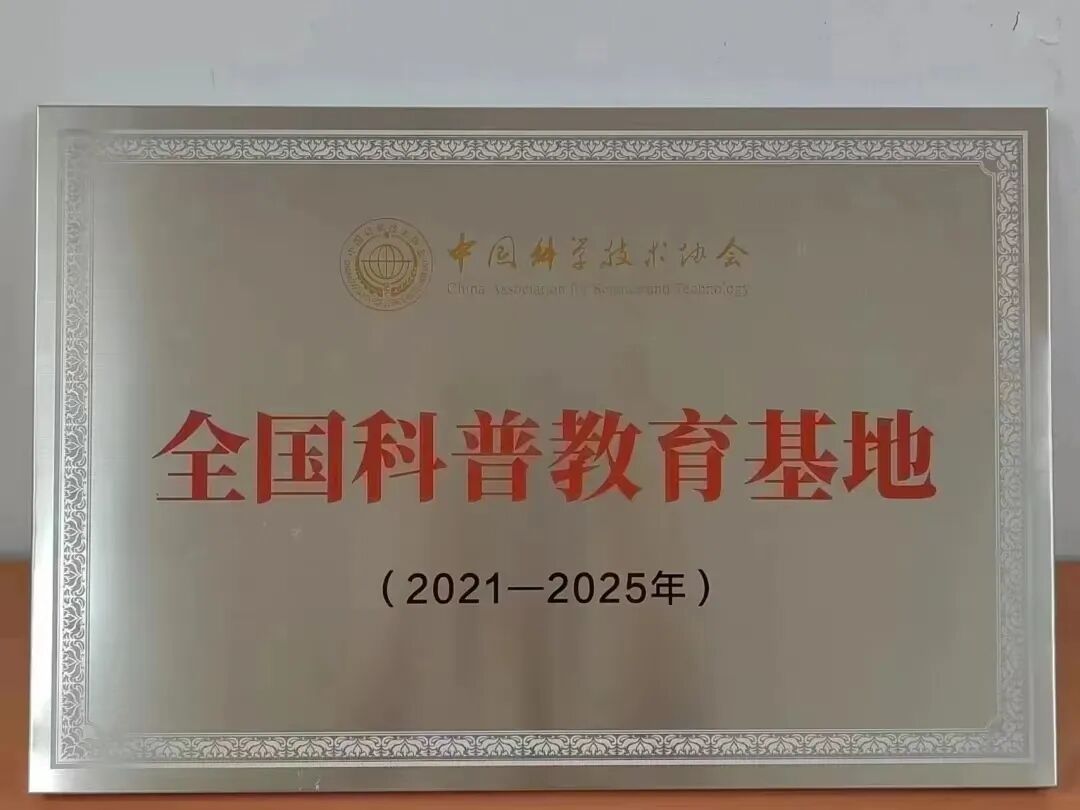 中国科学技术协会
China Association for Science and Technology
全国科普教育基地
（2021—2025年）